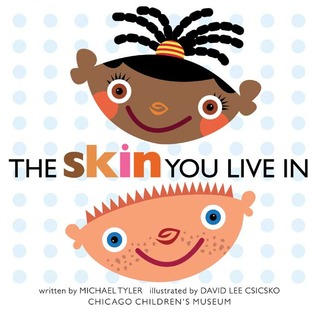 THE skin YOU LIVE IN
written by MICHAEL TYLER illustrated by DAVID LEE CSICSKO
CHICAGO CHILDREN'S MUSEUM